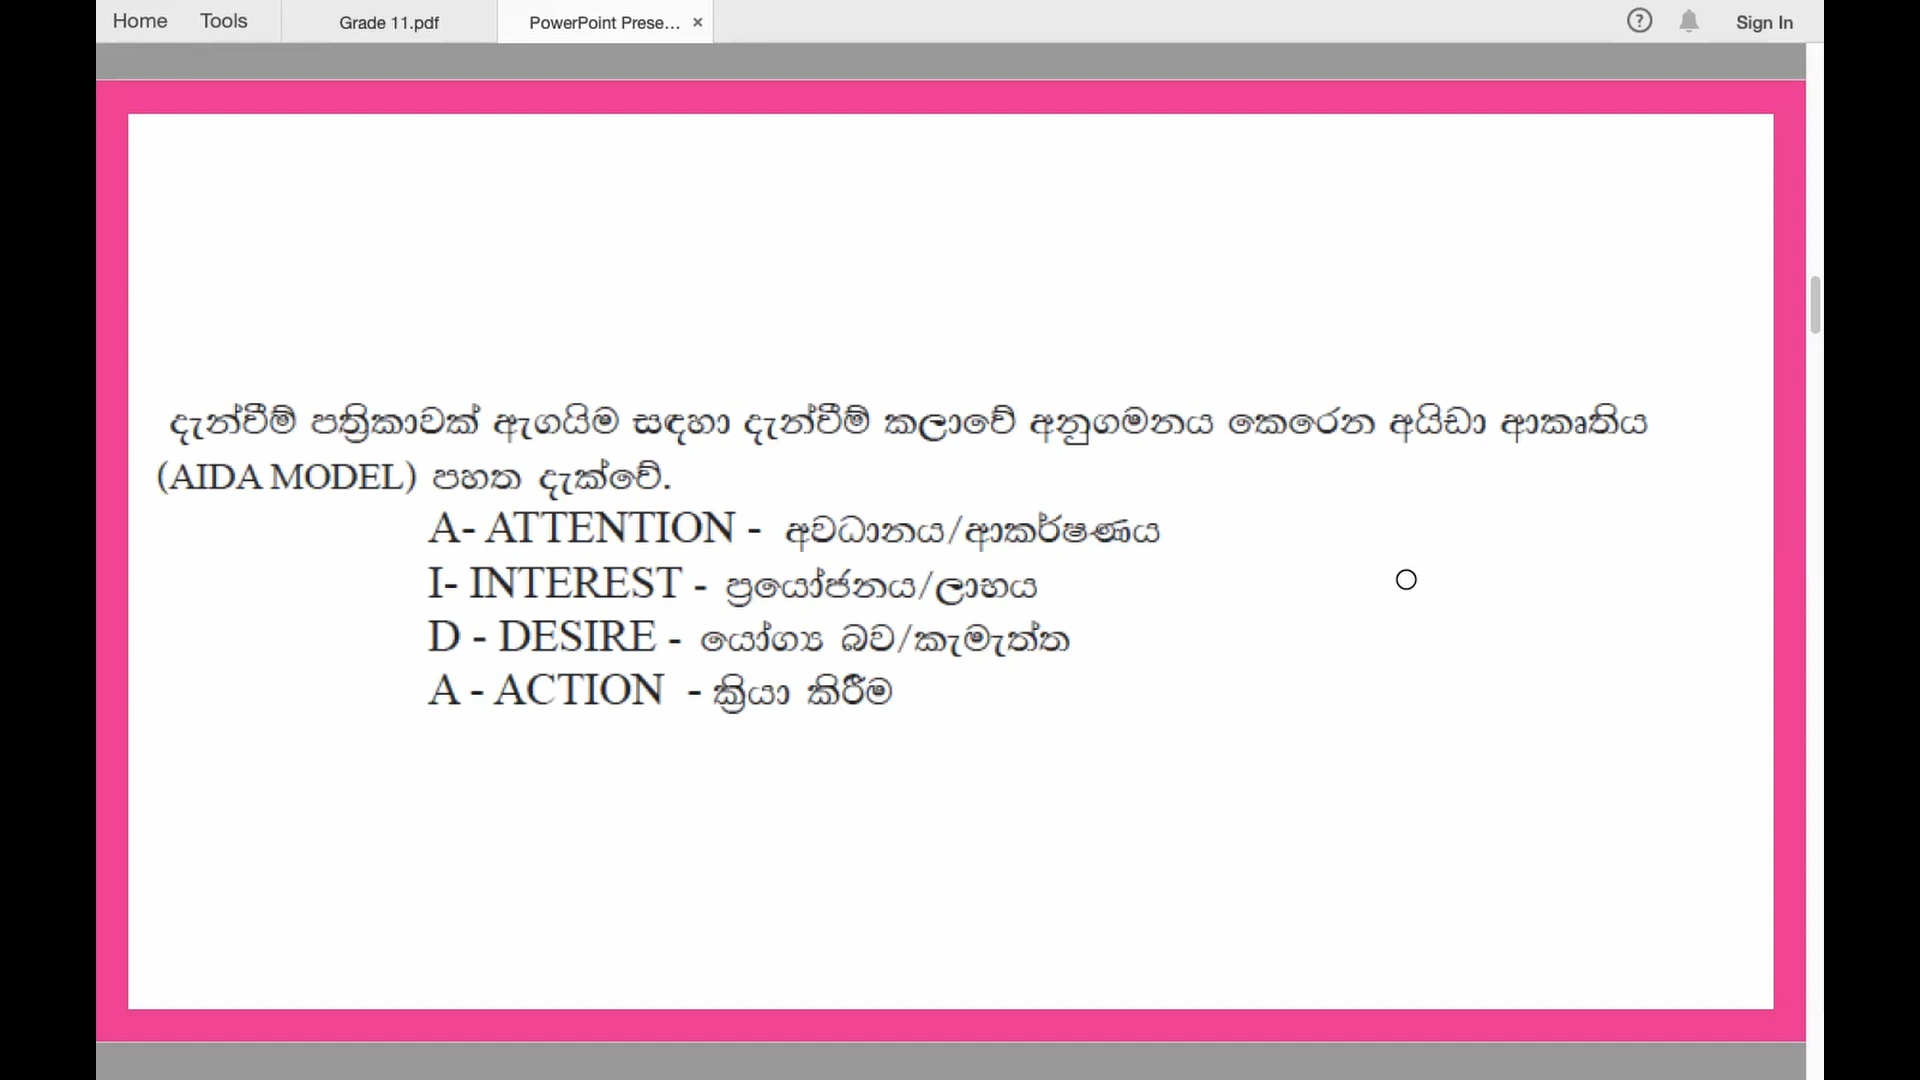 Home Tools Grade 11.pdf PowerPoint Prese... × ? Sign In
දැන්වීම් පත්‍රිකාවක් ඇගයිම සඳහා දැන්වීම් කලාවේ අනුගමනය කෙරෙන අයිඩා ආකෘතිය
(AIDA MODEL) පහත දැක්වේ.
A- ATTENTION - අවධානය/ආකර්ෂණය
I- INTEREST - ප්‍රයෝජනය/ලාභය
D - DESIRE - යෝග්‍ය බව/කැමැත්ත
A - ACTION - ක්‍රියා කිරීම